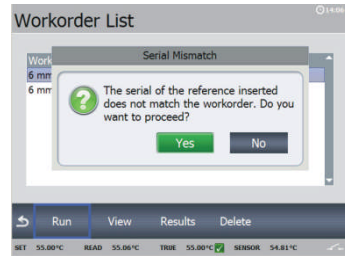 14:06
Workorder List
Serial Mismatch
Work
6 mm
6 mm
The serial of the reference inserted
does not match the workorder. Do you
want to proceed?
Yes No
Run View Results Delete
SET 55.00°C READ 55.06°C TRUE 55.00°C SENSOR 54.81°C